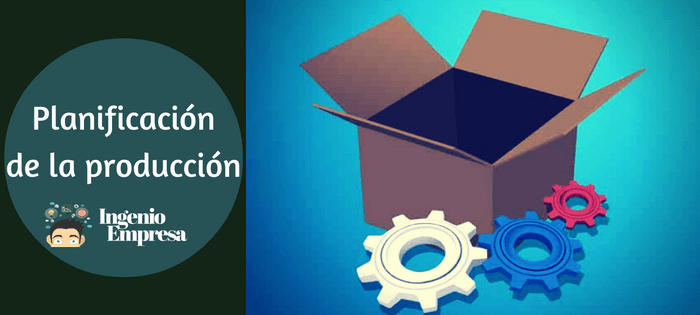 Planificación
de la producción
Ingenio
Empresa